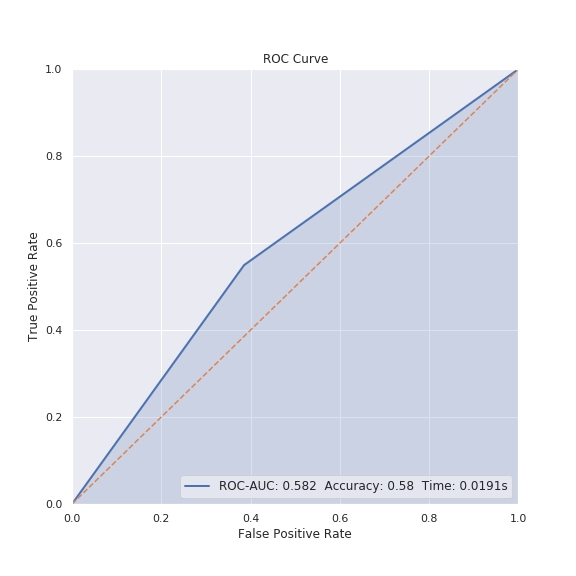 ROC Curve
1.0
0.8
0.6
0.4
0.2
0.0
True Positive Rate
ROC-AUC: 0.582  Accuracy: 0.58  Time: 0.0191s
0.0 0.2 0.4 0.6 0.8 1.0
False Positive Rate